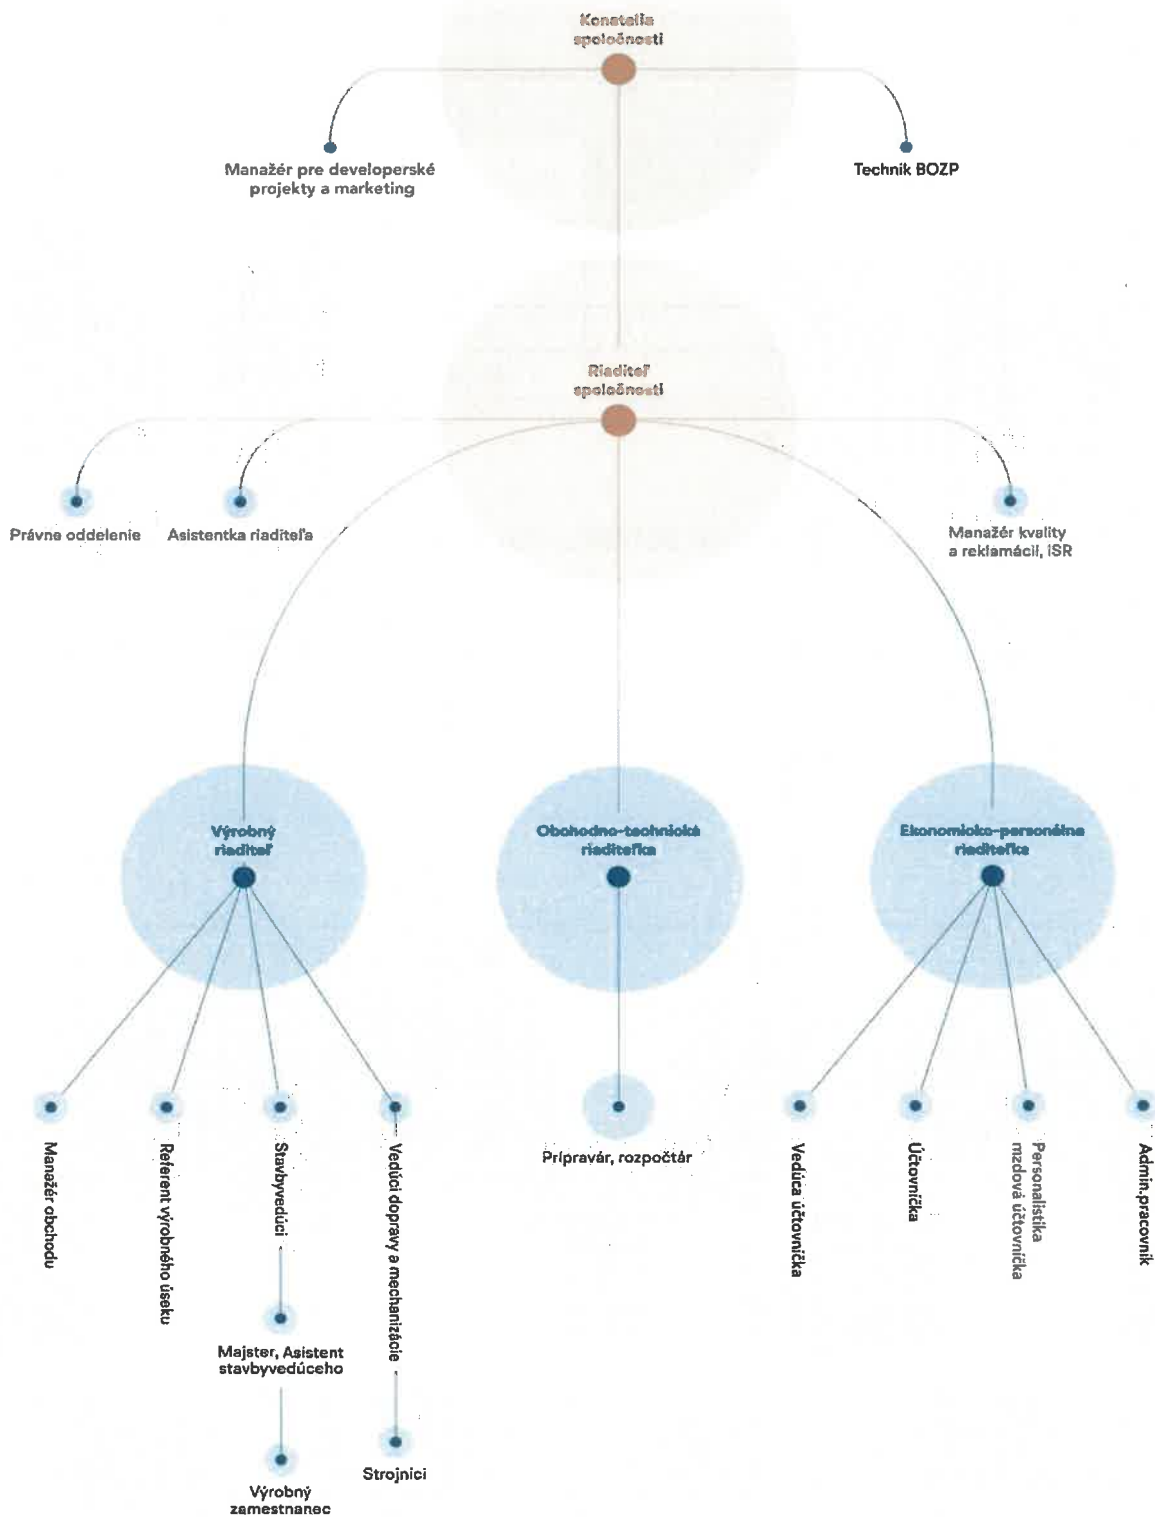 Konatelia
spoločnosti
Manažér pre developerské
projekty a marketing
Technik BOZP
Riaditeľ
spoločnosti
Právne oddelenie
Asistentka riaditeľa
Manažér kvality
a reklamácií, ISR
Výrobný
riaditeľ
Obchodno-technická
riaditeľka
Ekonomicko-personálna
riaditeľka
Manažér obchodu
Referent výrobného úseku
Stavbyvedúci
Vedúci dopravy a mechanizácie
Prípravár, rozpočtár
Vedúca účtovníčka
Účtovníčka
Personalistika
mzdová účtovníčka
Admin.pracovník
Majster, Asistent
stavbyvedúceho
Strojníci
Výrobný
zamestnanec